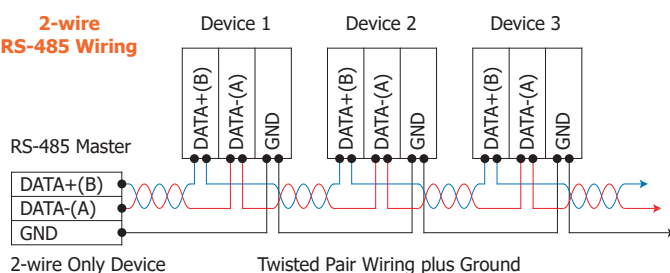 2-wire
RS-485 Wiring
Device 1
Device 2
Device 3
DATA+(B)
DATA-(A)
GND
DATA+(B)
DATA-(A)
GND
DATA+(B)
DATA-(A)
GND
RS-485 Master
DATA+(B)
DATA-(A)
GND
2-wire Only Device
Twisted Pair Wiring plus Ground